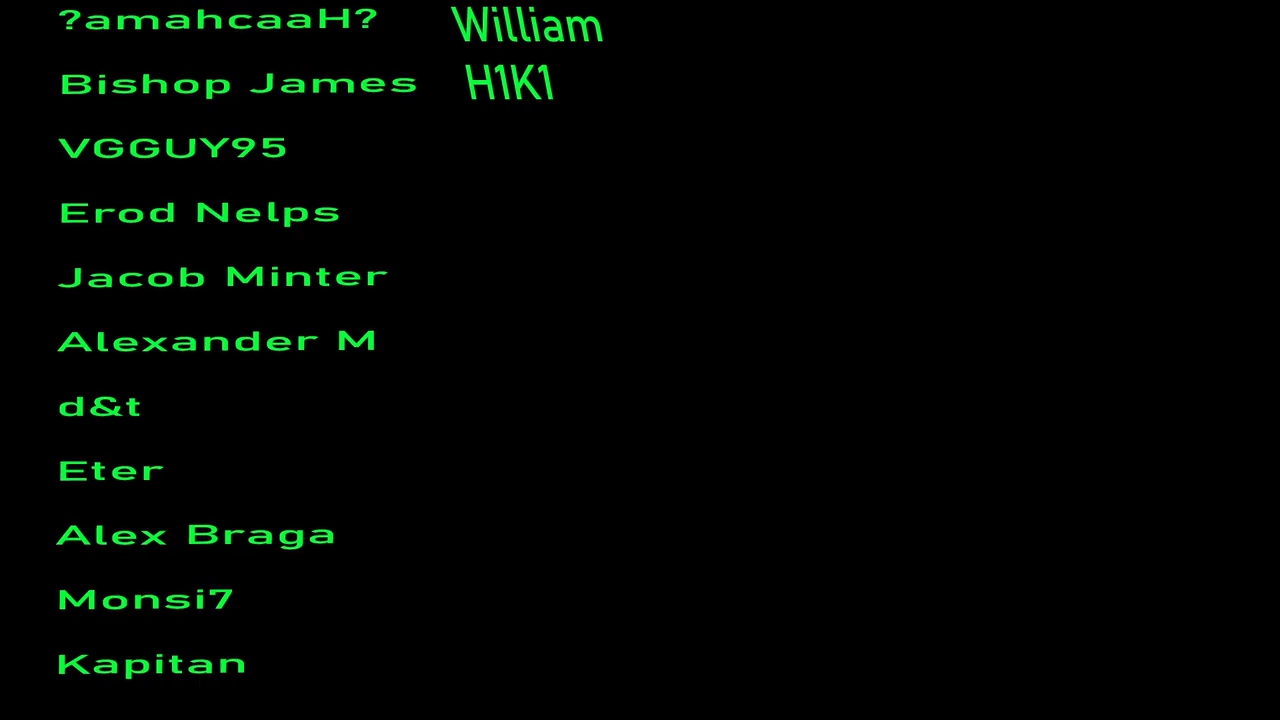 ?amahcaaH?
Bishop James
VGGUY95
Erod Nelps
Jacob Minter
Alexander M
d&t
Eter
Alex Braga
Monsi7
Kapitan
William
H1K1